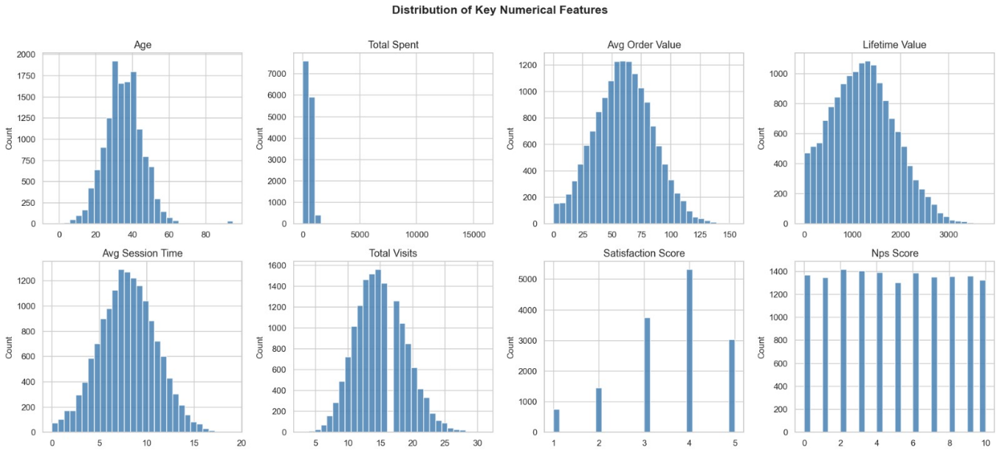 Distribution of Key Numerical Features
Age
Count
2000
1750
1500
1250
1000
750
500
250
0
0 20 40 60 80
Total Spent
7000
6000
5000
4000
3000
2000
1000
0
0 5000 10000 15000
Avg Order Value
Count
1200
1000
800
600
400
200
0
0 25 50 75 100 125 150
Lifetime Value
Count
1000
800
600
400
200
0
0 1000 2000 3000
Avg Session Time
Count
1200
1000
800
600
400
200
0
0 5 10 15 20
Total Visits
Count
1600
1400
1200
1000
800
600
400
200
0
5 10 15 20 25 30
Satisfaction Score
Count
5000
4000
3000
2000
1000
0
1 2 3 4 5
Nps Score
Count
1400
1200
1000
800
600
400
200
0
0 2 4 6 8 10